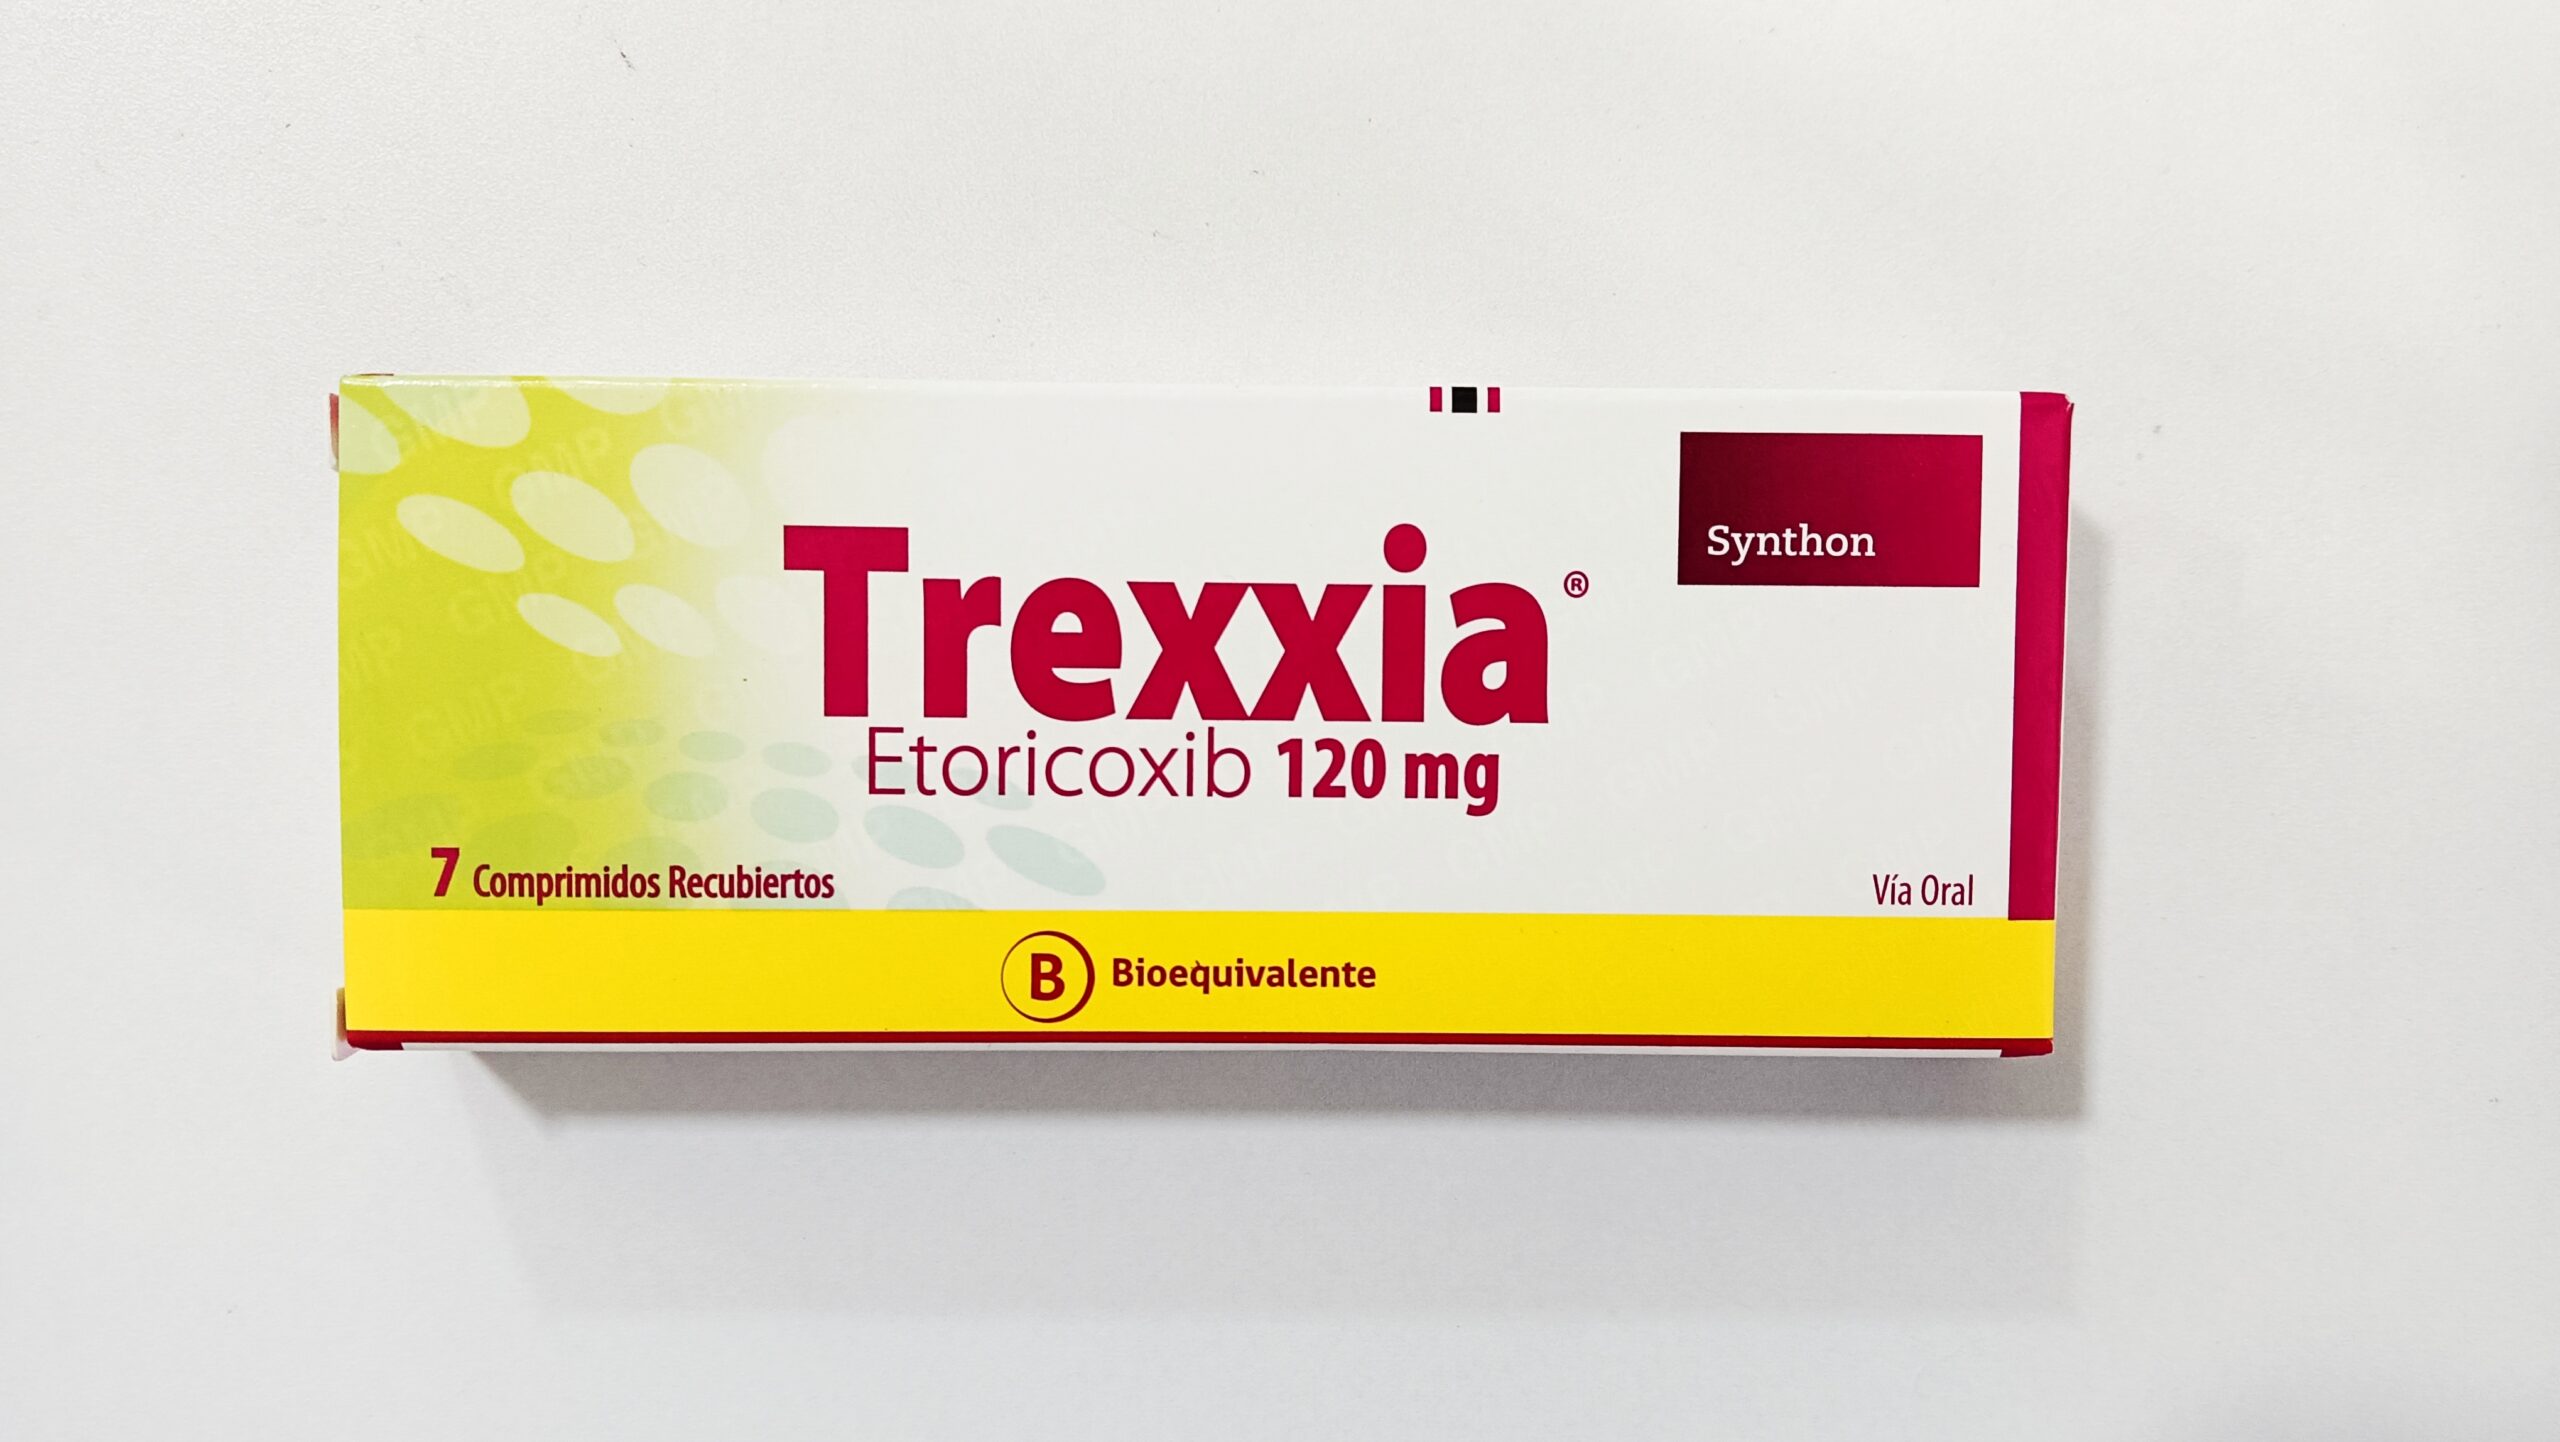 Synthon
Trexxia®
Etoricoxib 120 mg
7 Comprimidos Recubiertos
Vía Oral
B Bioequivalente